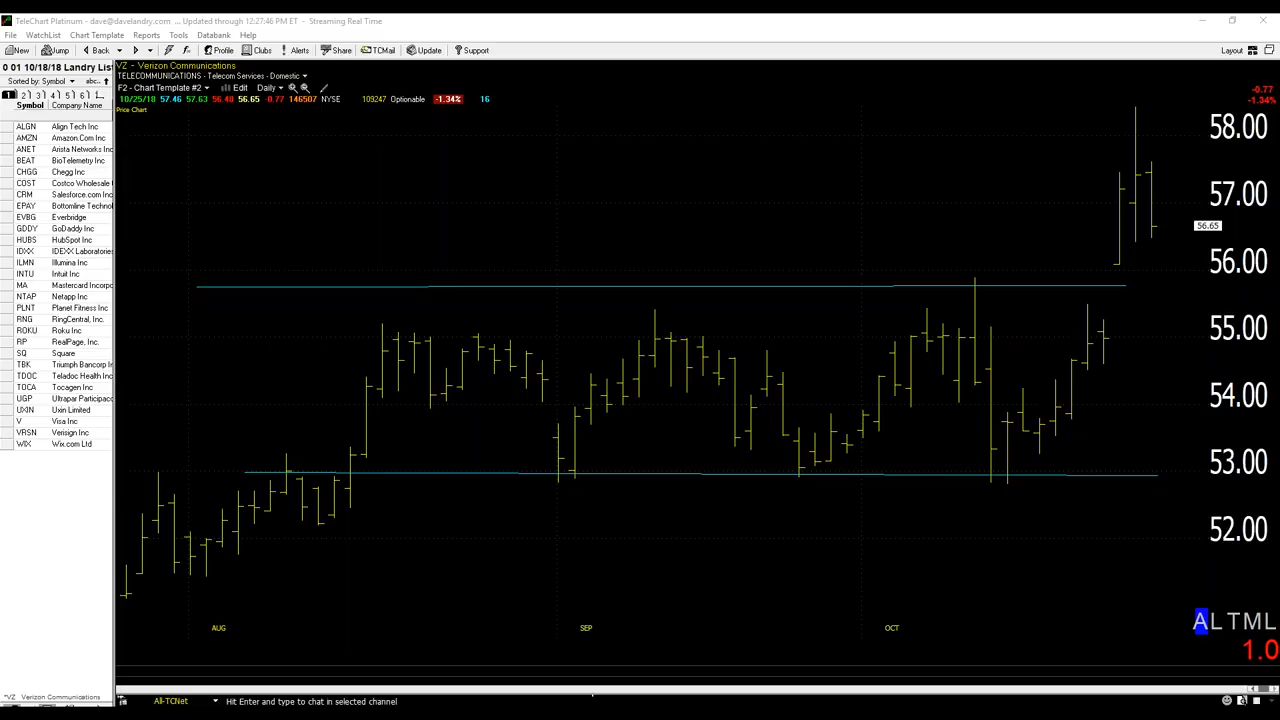 TeleChart Platinum - dave@davelandry.com ... Updated through 12:27:46 PM ET - Streaming Real Time
File WatchList Chart Template Reports Tools Databank Help
New Jump Back Profile Clubs Alerts Share TCMail Update Support Layout
0 01 10/18/18 Landry List
Sorted by: Symbol abc..
1 2 3 4 5 6
Symbol Company Name
ALGN Align Tech Inc
AMZN Amazon.Com Inc
ANET Arista Networks Inc
BEAT BioTelemetry Inc
CHGG Chegg Inc
COST Costco Wholesale
CRM Salesforce.com Inc
EPAY Bottomline Technol
EVBG Everbridge
GDDY GoDaddy Inc
HUBS HubSpot Inc
IDXX IDEXX Laboratories
ILMN Illumina Inc
INTU Intuit Inc
MA Mastercard Incorpo
NTAP Netapp Inc
PLNT Planet Fitness Inc
RNG RingCentral, Inc.
ROKU Roku Inc
RP RealPage, Inc.
SQ Square
TBK Triumph Bancorp In
TDOC Teladoc Health Inc
TOCA Tocagen Inc
UGP Ultrapar Participaco
UXIN Uxin Limited
V Visa Inc
VRSN Verisign Inc
WIX Wix.com Ltd
*VZ Verizon Communications
VZ - Verizon Communications
TELECOMMUNICATIONS - Telecom Services - Domestic
F2 - Chart Template #2 Edit Daily
10/25/18 57.46 57.63 56.48 56.65 -0.77 146507 NYSE 109247 Optionable -1.34% 16
Price Chart
-0.77
-1.34%
58.00
57.00
56.65
56.00
55.00
54.00
53.00
52.00
AUG SEP OCT
ALTML
1.0
All-TCNet Hit Enter and type to chat in selected channel